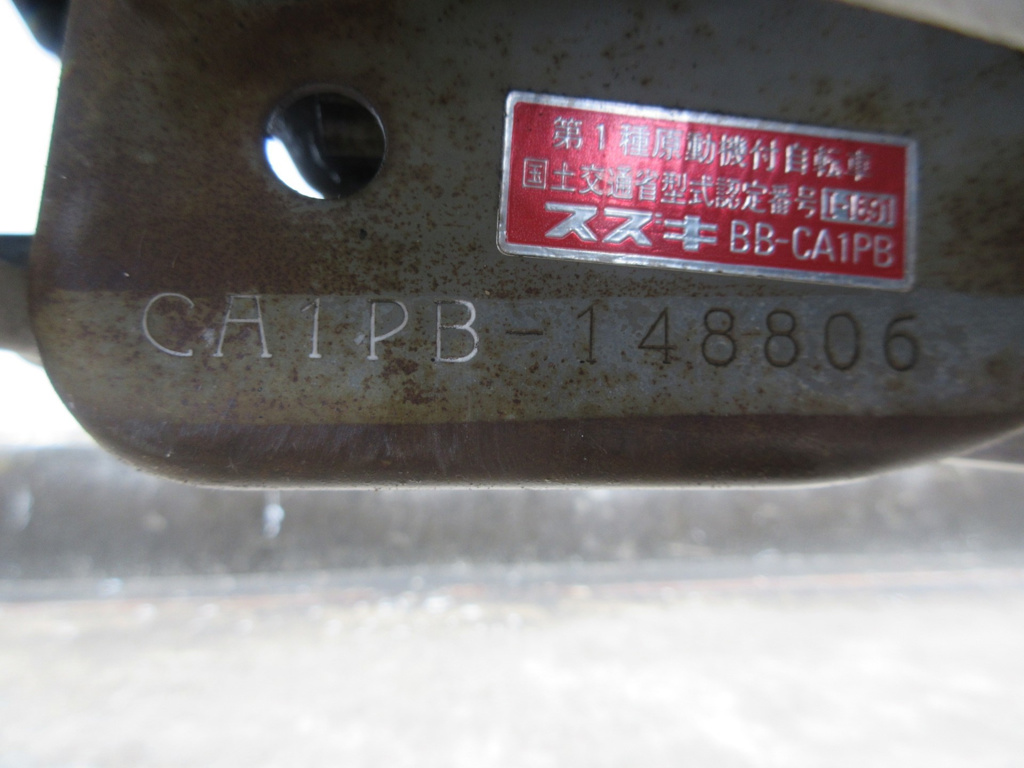 第1種原動機付自転車
国土交通省型式認定番号 I-691
スズキ BB-CA1PB
CA1PB-148806